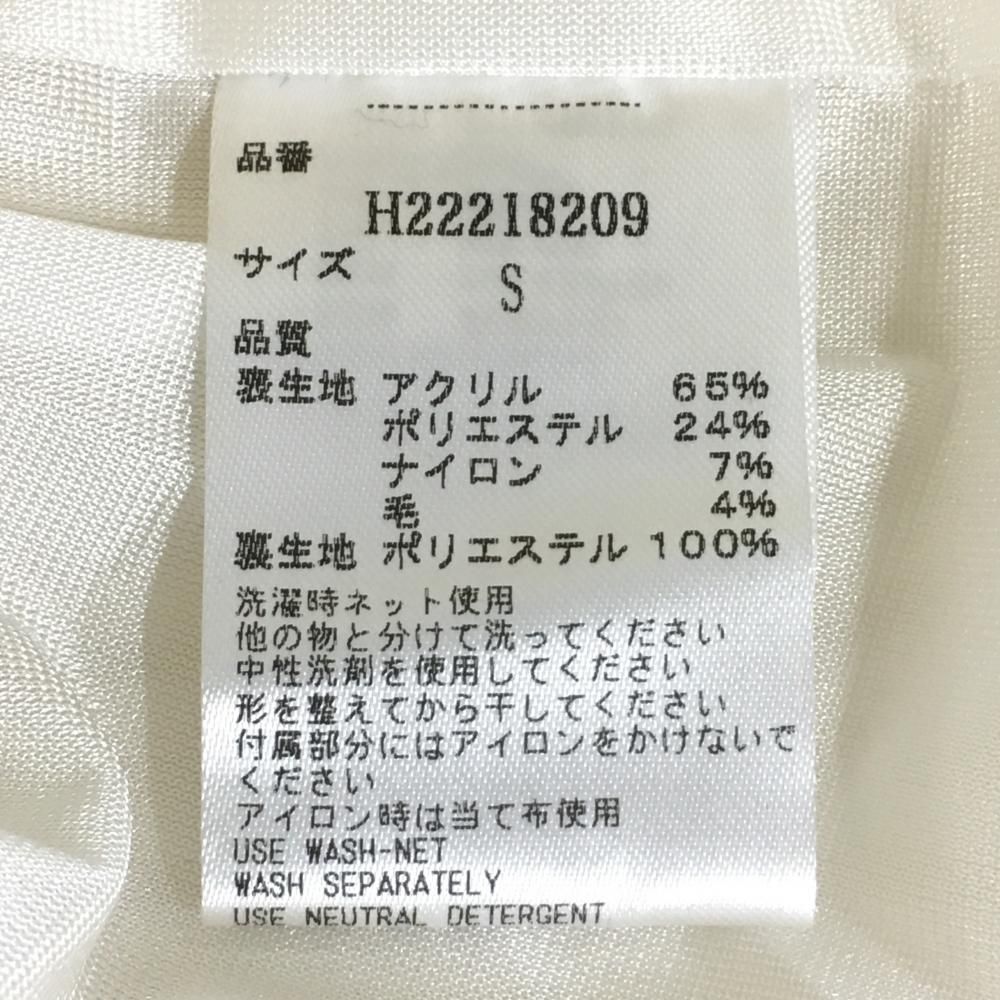 品番
H22218209
サイズ
S
品質
表生地 アクリル 65%
ポリエステル 24%
ナイロン 7%
毛 4%
裏生地 ポリエステル 100%
洗濯時ネット使用
他の物と分けて洗ってください
中性洗剤を使用してください
形を整えてから干してください
付属部分にはアイロンをかけないで
ください
アイロン時は当て布使用
USE WASH-NET
WASH SEPARATELY
USE NEUTRAL DETERGENT